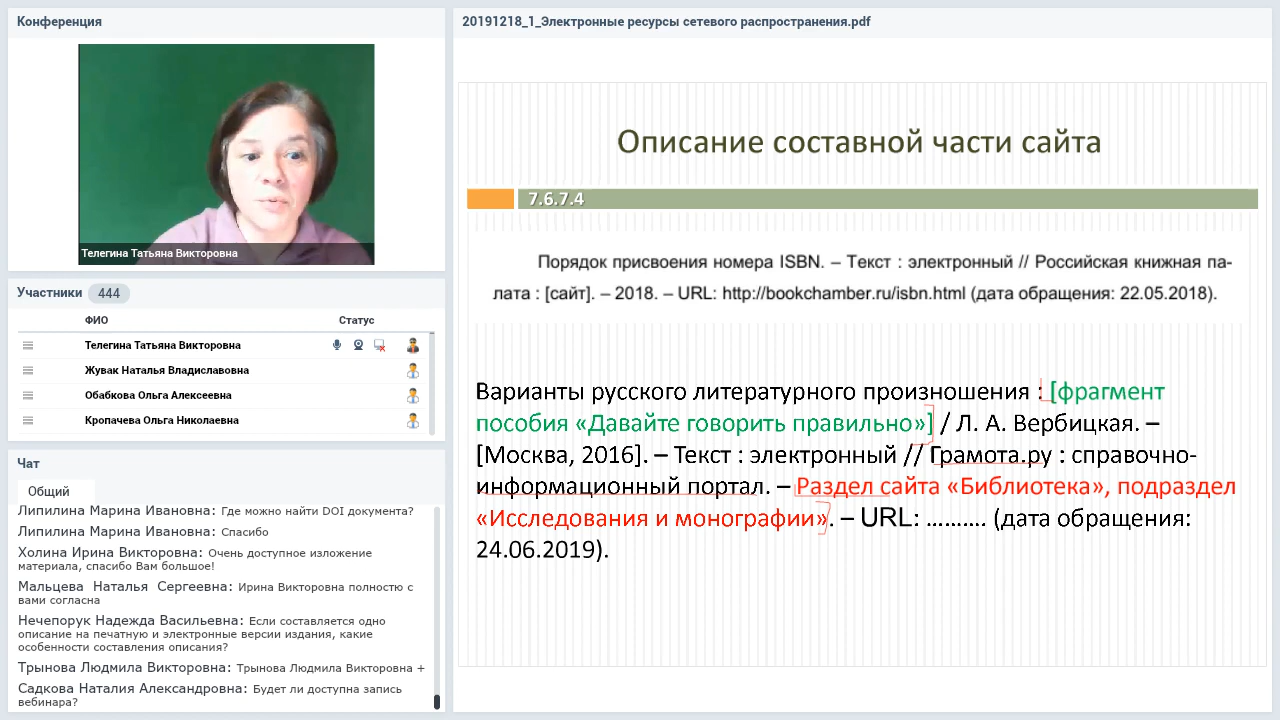 Конференция
Телегина Татьяна Викторовна
Участники 444
ФИО Статус
Телегина Татьяна Викторовна
Жувак Наталья Владиславовна
Обабкова Ольга Алексеевна
Кропачева Ольга Николаевна
Чат
Общий
Липилина Марина Ивановна: Где можно найти DOI документа?
Липилина Марина Ивановна: Спасибо
Холина Ирина Викторовна: Очень доступное изложение
материала, спасибо Вам большое!
Мальцева Наталья Сергеевна: Ирина Викторовна полностю с
вами согласна
Нечепорук Надежда Васильевна: Если составляется одно
описание на печатную и электронные версии издания, какие
особенности составления описания?
Трынова Людмила Викторовна: Трынова Людмила Викторовна +
Садкова Наталия Александровна: Будет ли доступна запись
вебинара?
20191218_1_Электронные ресурсы сетевого распространения.pdf
Описание составной части сайта
7.6.7.4
Порядок присвоения номера ISBN. – Текст : электронный // Российская книжная па-
лата : [сайт]. – 2018. – URL: http://bookchamber.ru/isbn.html (дата обращения: 22.05.2018).
Варианты русского литературного произношения : [фрагмент
пособия «Давайте говорить правильно»] / Л. А. Вербицкая. –
[Москва, 2016]. – Текст : электронный // Грамота.ру : справочно-
информационный портал. – Раздел сайта «Библиотека», подраздел
«Исследования и монографии». – URL: ………. (дата обращения:
24.06.2019).